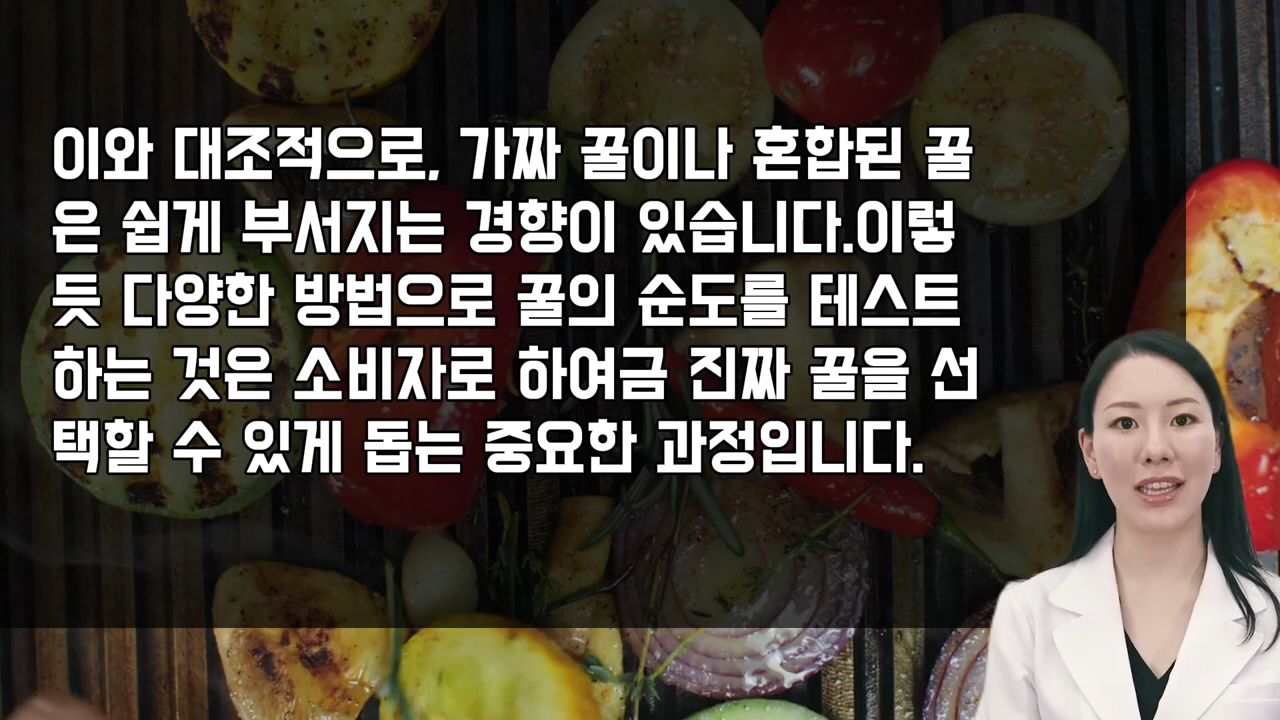 이와 대조적으로, 가짜 꿀이나 혼합된 꿀
은 쉽게 부서지는 경향이 있습니다.이렇
듯 다양한 방법으로 꿀의 순도를 테스트
하는 것은 소비자로 하여금 진짜 꿀을 선
택할 수 있게 돕는 중요한 과정입니다.